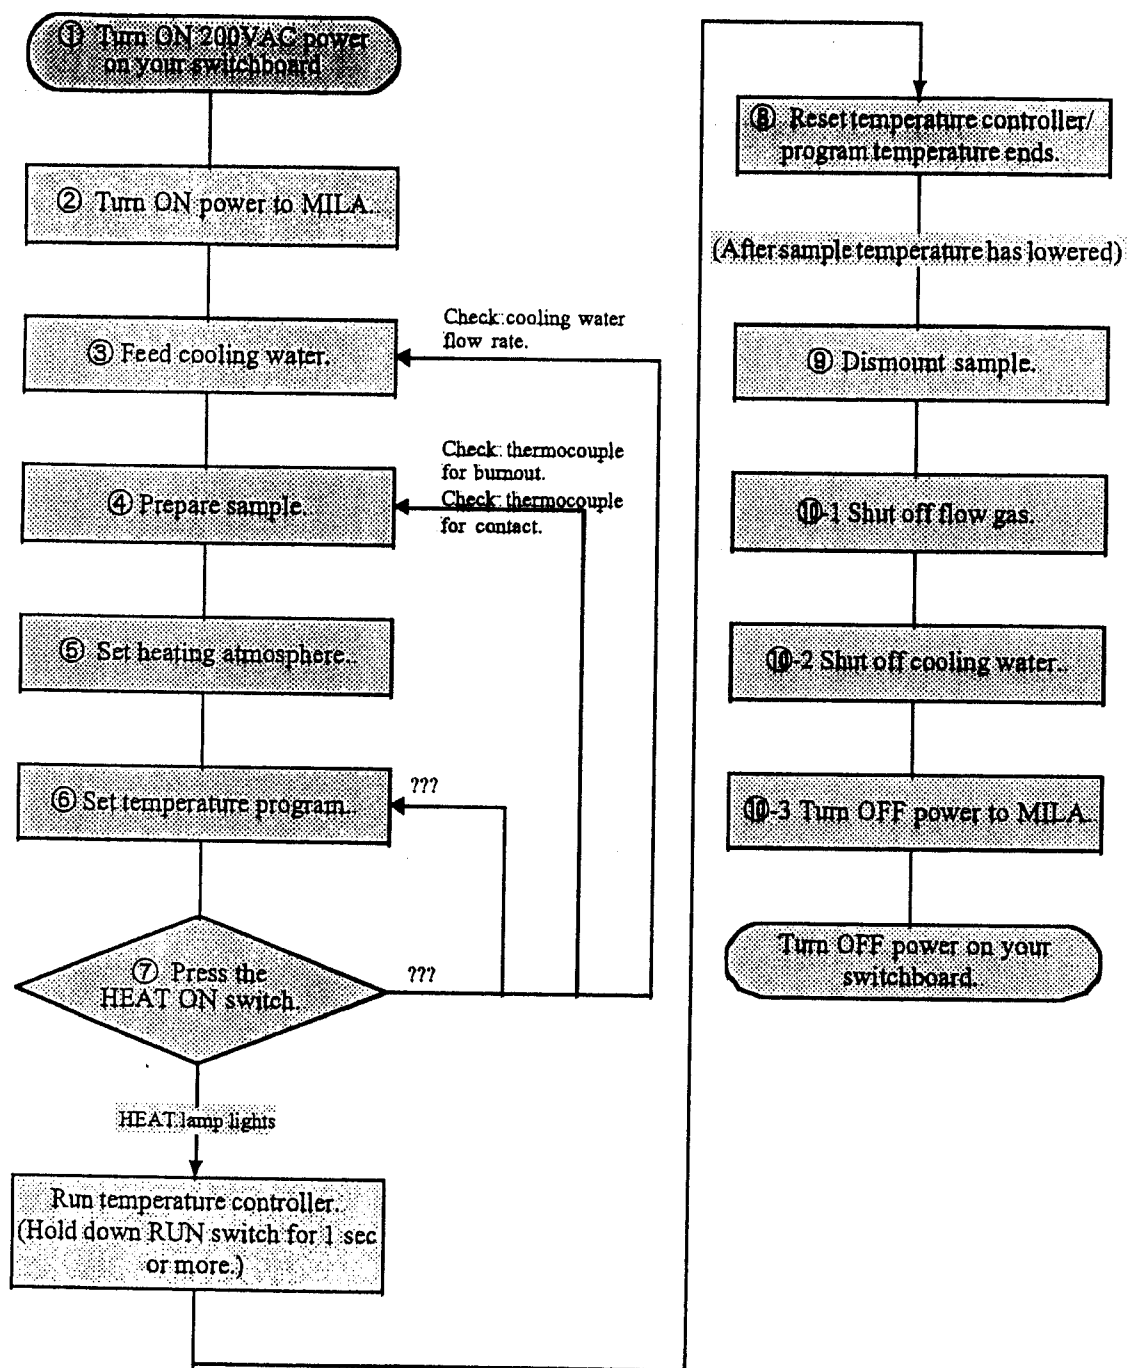 ① Turn ON 200VAC power
on your switchboard
② Turn ON power to MILA.
③ Feed cooling water.
Check: cooling water
flow rate.
④ Prepare sample.
Check: thermocouple
for burnout.
Check: thermocouple
for contact.
⑤ Set heating atmosphere.
⑥ Set temperature program.
???
⑦ Press the
HEAT ON switch.
???
HEAT lamp lights
Run temperature controller.
(Hold down RUN switch for 1 sec
or more.)
⑧ Reset temperature controller/
program temperature ends.
(After sample temperature has lowered)
⑨ Dismount sample.
⑩-1 Shut off flow gas.
⑩-2 Shut off cooling water.
⑩-3 Turn OFF power to MILA.
Turn OFF power on your
switchboard.